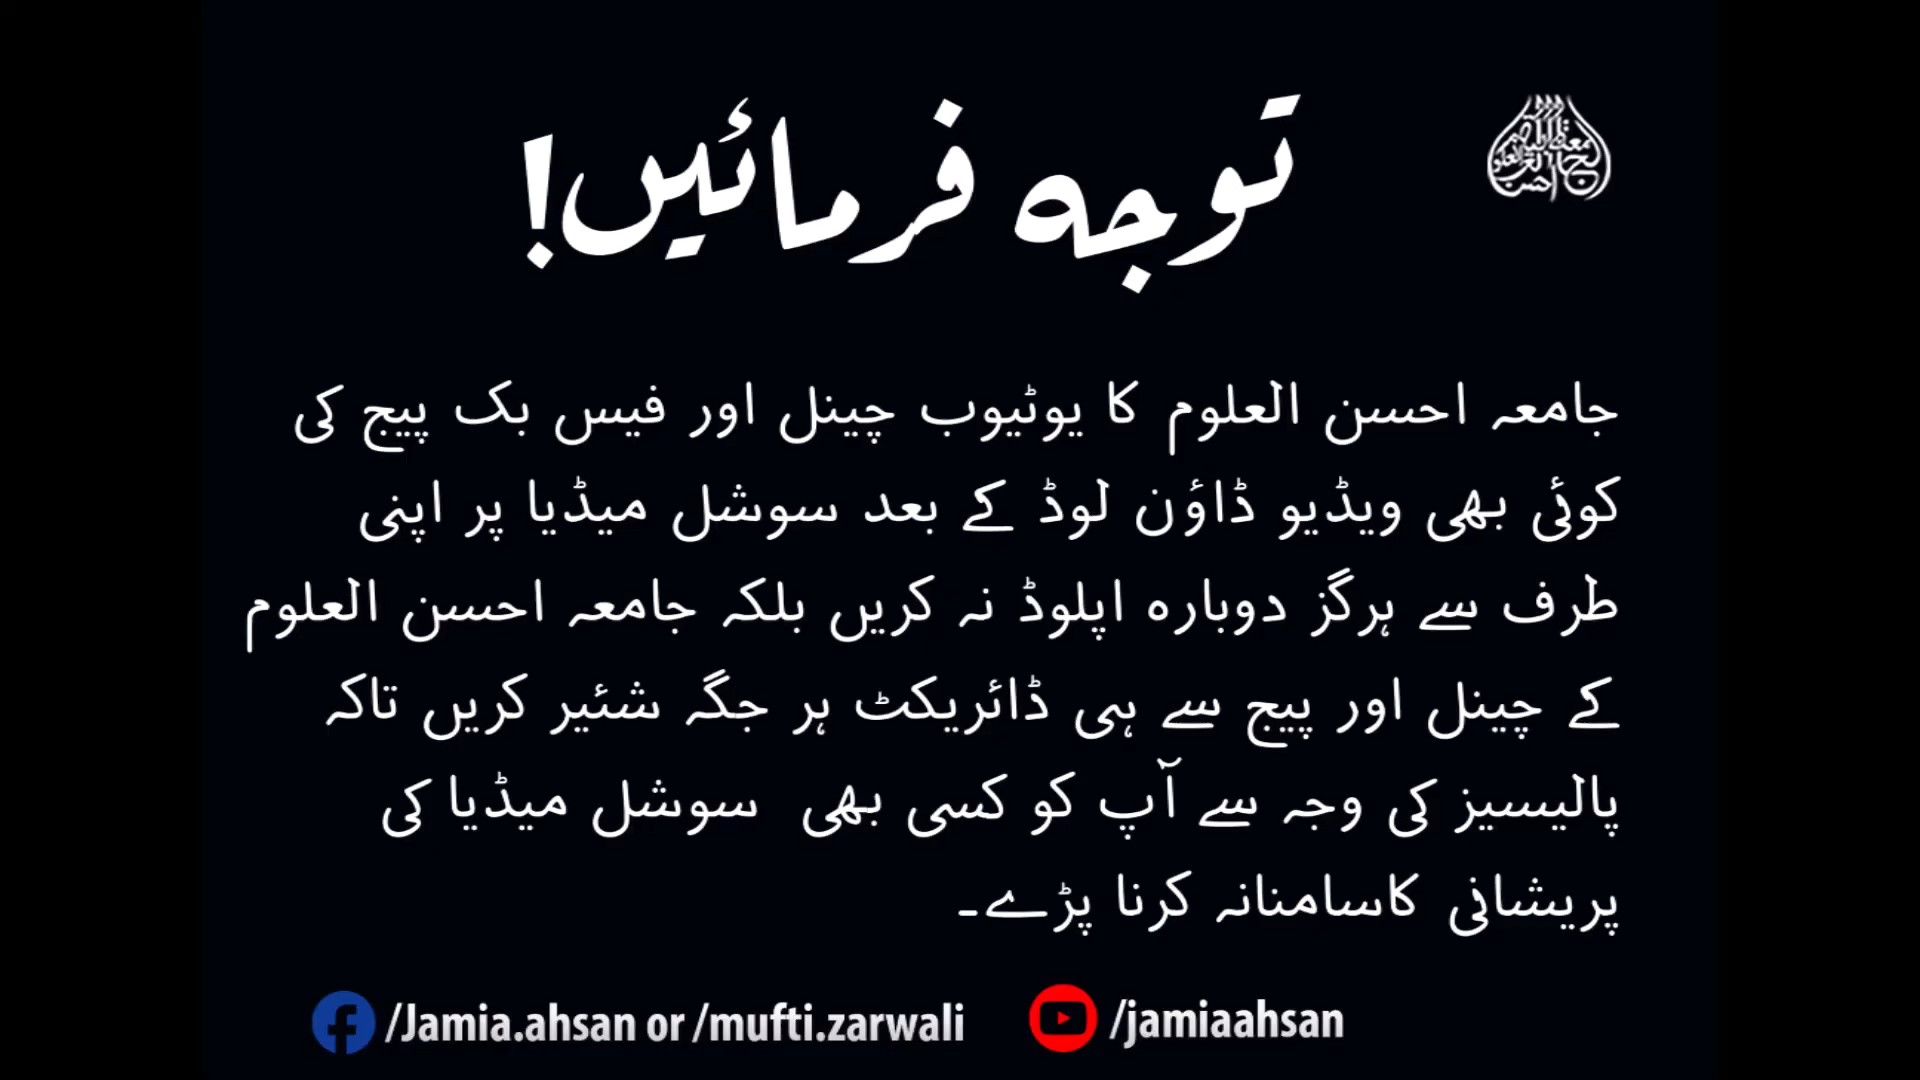 توجہ فرمائیں!
جامعہ احسن العلوم کا یوٹیوب چینل اور فیس بک پیج کی
کوئی بھی ویڈیو ڈاؤن لوڈ کے بعد سوشل میڈیا پر اپنی
طرف سے ہرگز دوبارہ اپلوڈ نہ کریں بلکہ جامعہ احسن العلوم
کے چینل اور پیج سے ہی ڈائریکٹ ہر جگہ شئیر کریں تاکہ
پالیسیز کی وجہ سے آپ کو کسی بھی سوشل میڈیا کی
پریشانی کاسامنانہ کرنا پڑے۔
/Jamia.ahsan or /mufti.zarwali /jamiaahsan